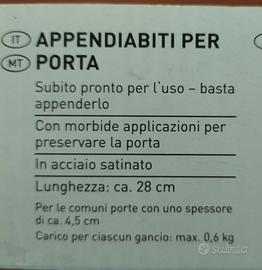 IT
APPENDIABITI PER
MT
PORTA
Subito pronto per l'uso – basta
appenderlo
Con morbide applicazioni per
preservare la porta
In acciaio satinato
Lunghezza: ca. 28 cm
Per le comuni porte con uno spessore
di ca. 4,5 cm
Carico per ciascun gancio: max. 0,6 kg
subito